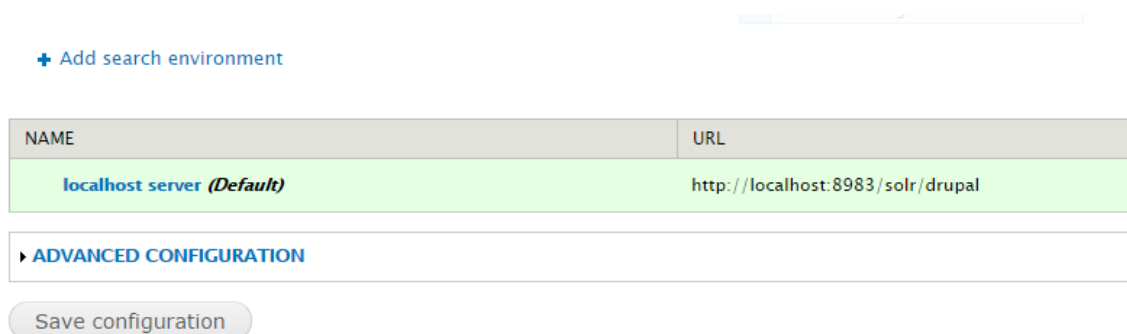 Add search environment
NAME URL
localhost server (Default) http://localhost:8983/solr/drupal
ADVANCED CONFIGURATION
Save configuration